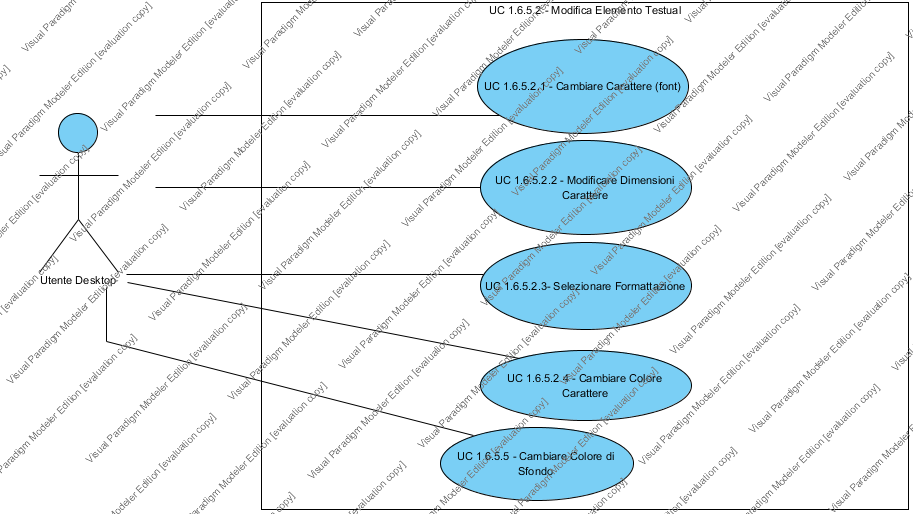 UC 1.6.5.2 - Modifica Elemento Testual
UC 1.6.5.2.1 - Cambiare Carattere (font)
UC 1.6.5.2.2 - Modificare Dimensioni
Carattere
UC 1.6.5.2.3- Selezionare Formattazione
Utente Desktop
UC 1.6.5.2.4 - Cambiare Colore
Carattere
UC 1.6.5.5 - Cambiare Colore di
Sfondo
Visual Paradigm Modeler Edition [evaluation copy]